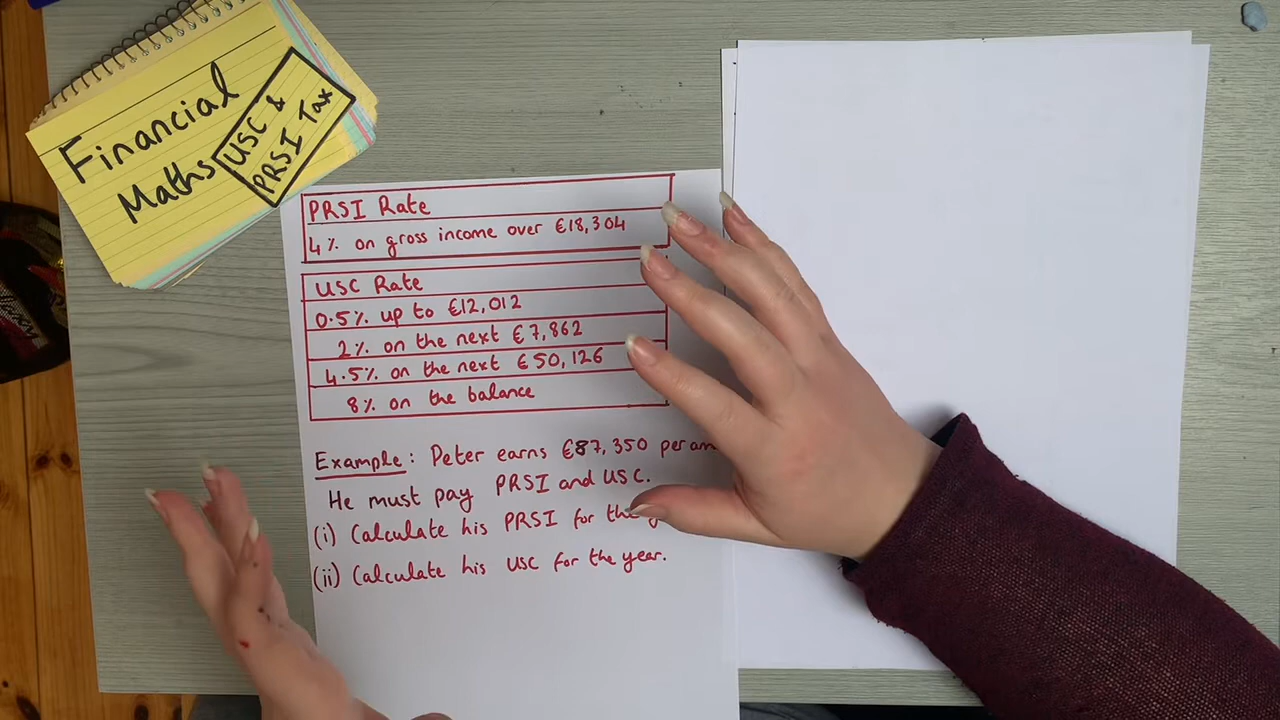 Financial
Maths
USC &
PRSI Tax
PRSI Rate
4% on gross income over €18,304
USC Rate
0.5% up to €12,012
2% on the next €7,862
4.5% on the next €50,126
8% on the balance
Example: Peter earns €87,350 per
He must pay PRSI and USC.
(i) Calculate his PRSI for the
(ii) Calculate his USC for the year.